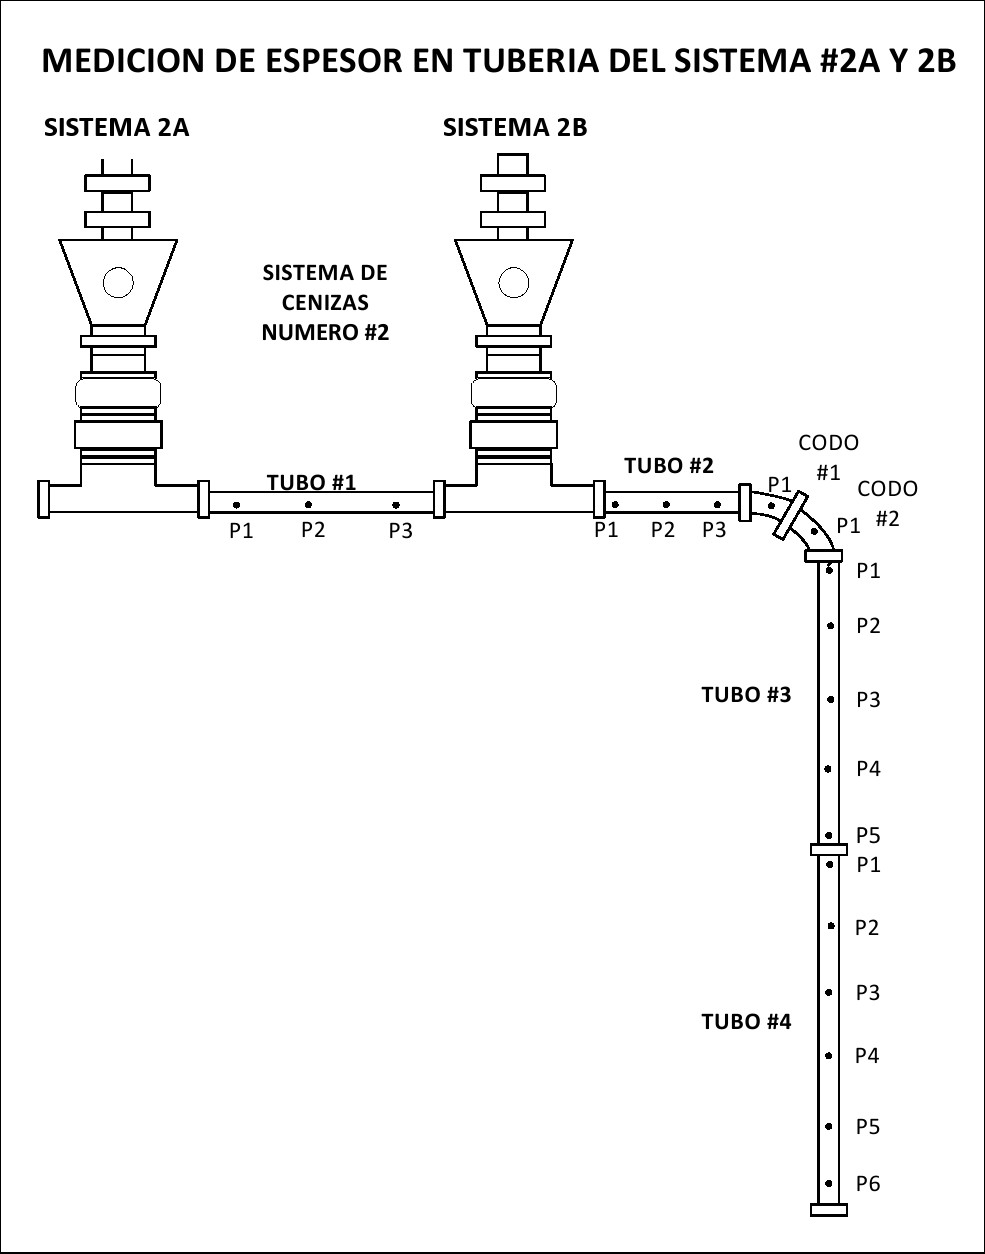 MEDICION DE ESPESOR EN TUBERIA DEL SISTEMA #2A Y 2B
SISTEMA 2A
SISTEMA 2B
SISTEMA DE
CENIZAS
NUMERO #2
TUBO #1
P1
P2
P3
TUBO #2
P1
P2
P3
CODO
#1
P1
CODO
#2
P1
TUBO #3
P1
P2
P3
P4
P5
TUBO #4
P1
P2
P3
P4
P5
P6